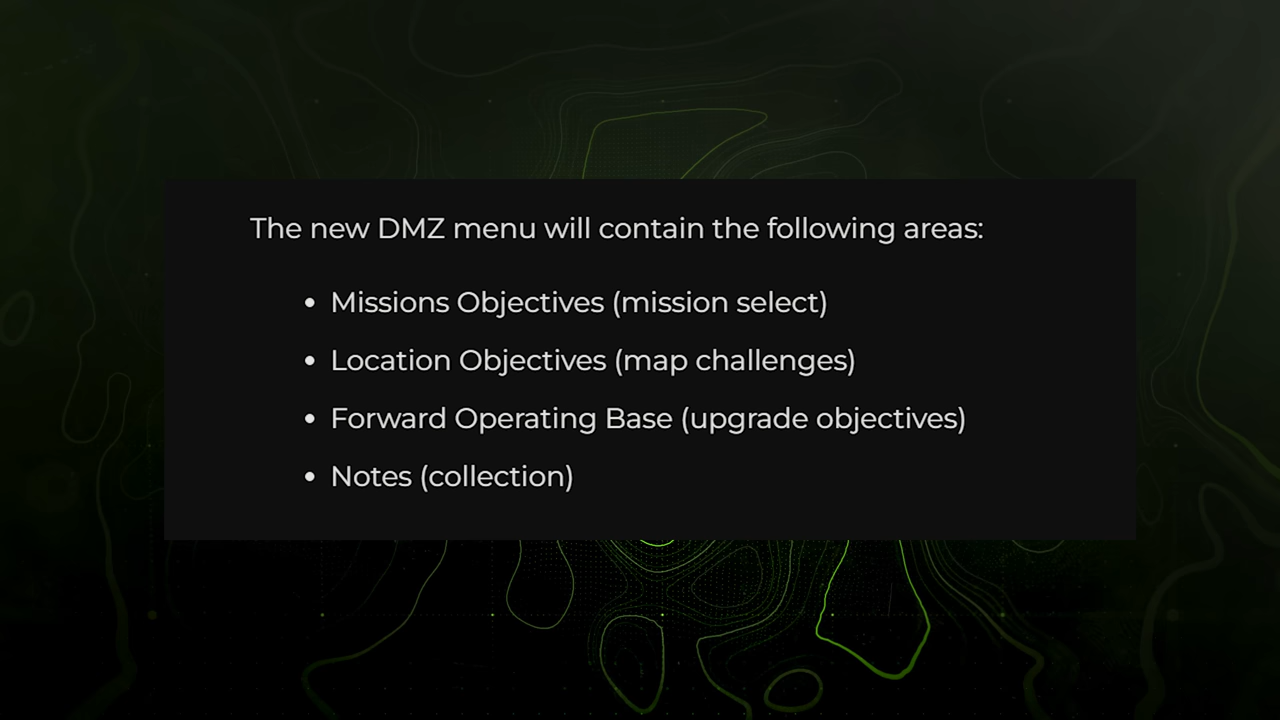 The new DMZ menu will contain the following areas:
• Missions Objectives (mission select)
• Location Objectives (map challenges)
• Forward Operating Base (upgrade objectives)
• Notes (collection)